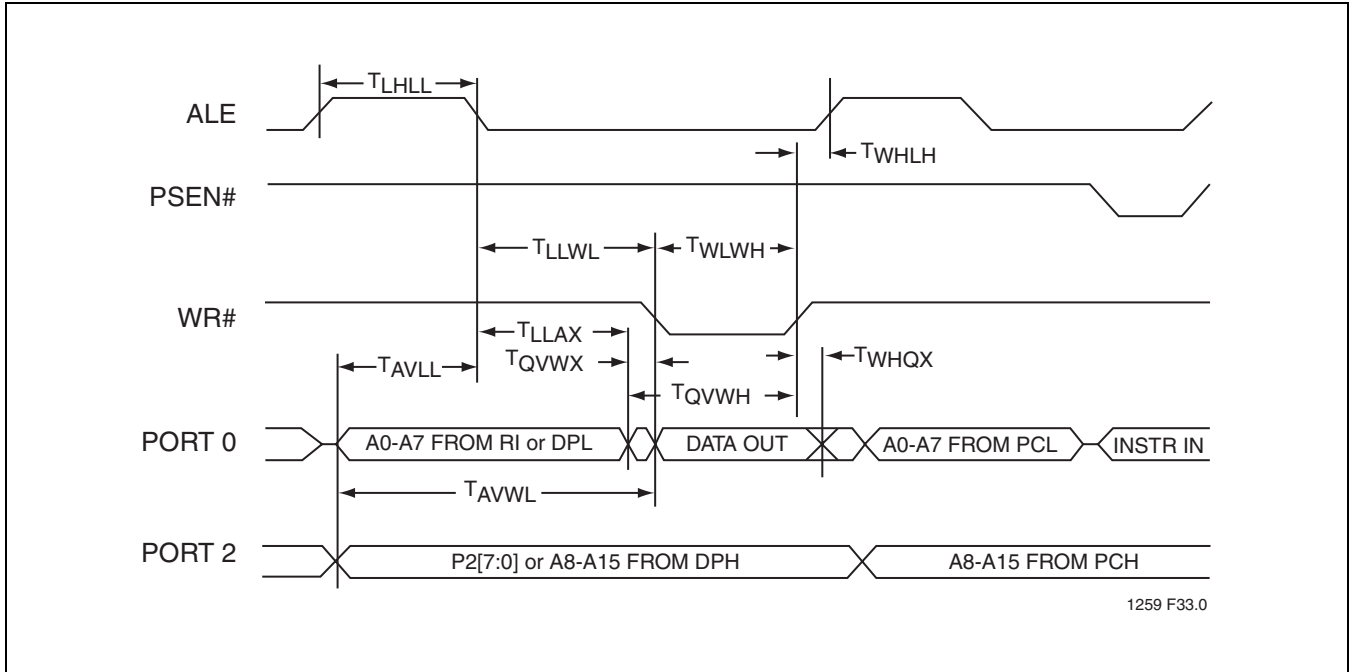 TLHLL
ALE
TWHLH
PSEN#
TLLWL
TWLWH
WR#
TLLAX
TQVWX
TWHQX
TAVLL
TQVWH
PORT 0
A0-A7 FROM RI or DPL
DATA OUT
A0-A7 FROM PCL
INSTR IN
TAVWL
PORT 2
P2[7:0] or A8-A15 FROM DPH
A8-A15 FROM PCH
1259 F33.0